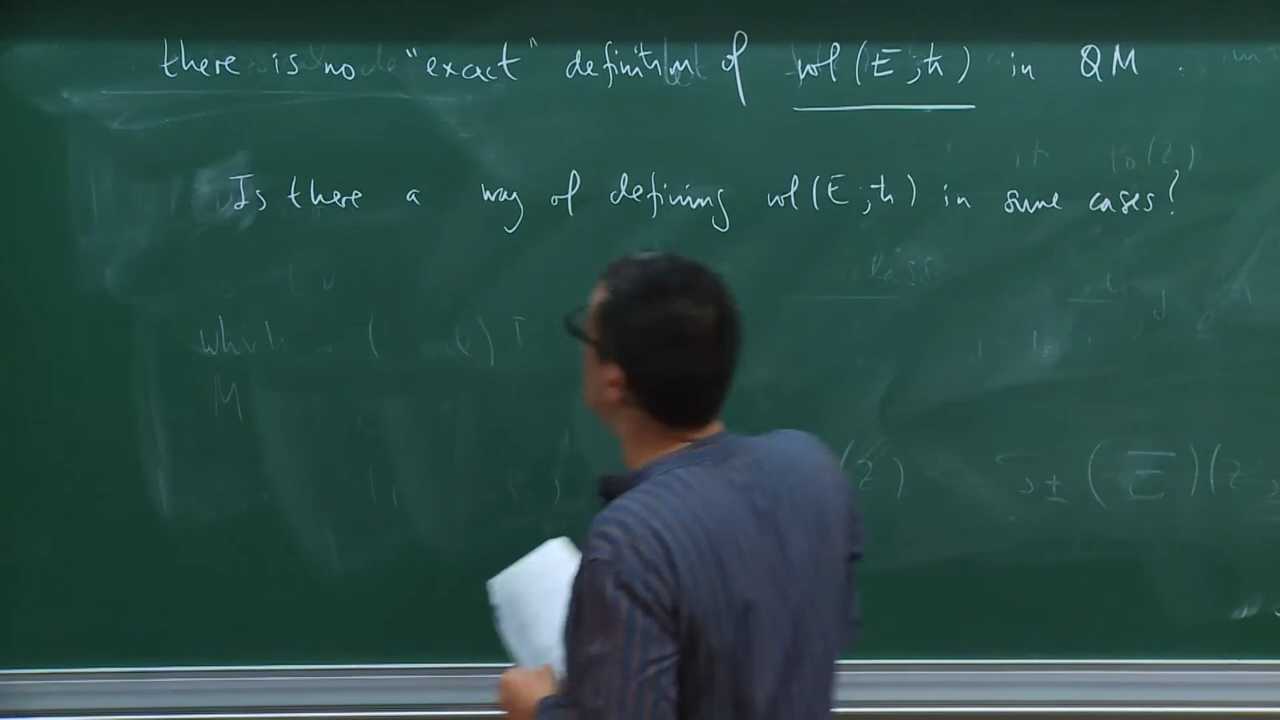 there is no "exact" definition of vol(E;ħ) in QM.
Is there a way of defining vol(E;ħ) in some cases?